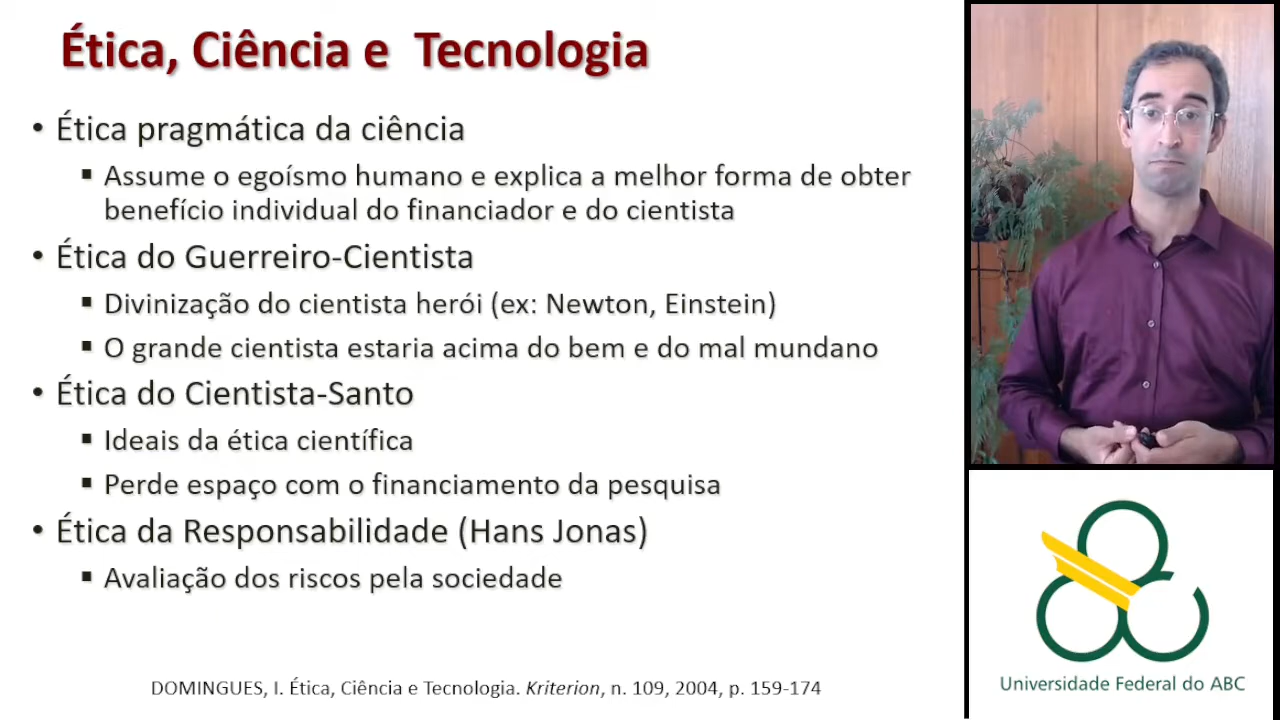 Ética, Ciência e Tecnologia
• Ética pragmática da ciência
▪ Assume o egoísmo humano e explica a melhor forma de obter
benefício individual do financiador e do cientista
• Ética do Guerreiro-Cientista
▪ Divinização do cientista herói (ex: Newton, Einstein)
▪ O grande cientista estaria acima do bem e do mal mundano
• Ética do Cientista-Santo
▪ Ideais da ética científica
▪ Perde espaço com o financiamento da pesquisa
• Ética da Responsabilidade (Hans Jonas)
▪ Avaliação dos riscos pela sociedade
DOMINGUES, I. Ética, Ciência e Tecnologia. Kriterion, n. 109, 2004, p. 159-174
Universidade Federal do ABC